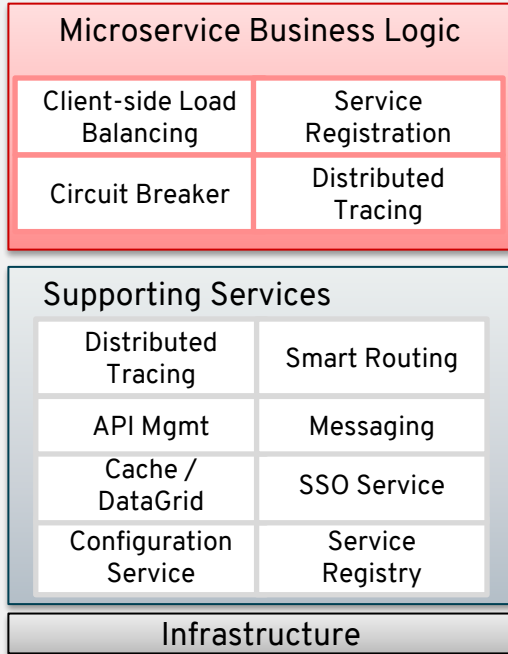 Microservice Business Logic
Client-side Load
Balancing
Service
Registration
Circuit Breaker
Distributed
Tracing
Supporting Services
Distributed
Tracing
Smart Routing
API Mgmt
Messaging
Cache /
DataGrid
SSO Service
Configuration
Service
Service
Registry
Infrastructure